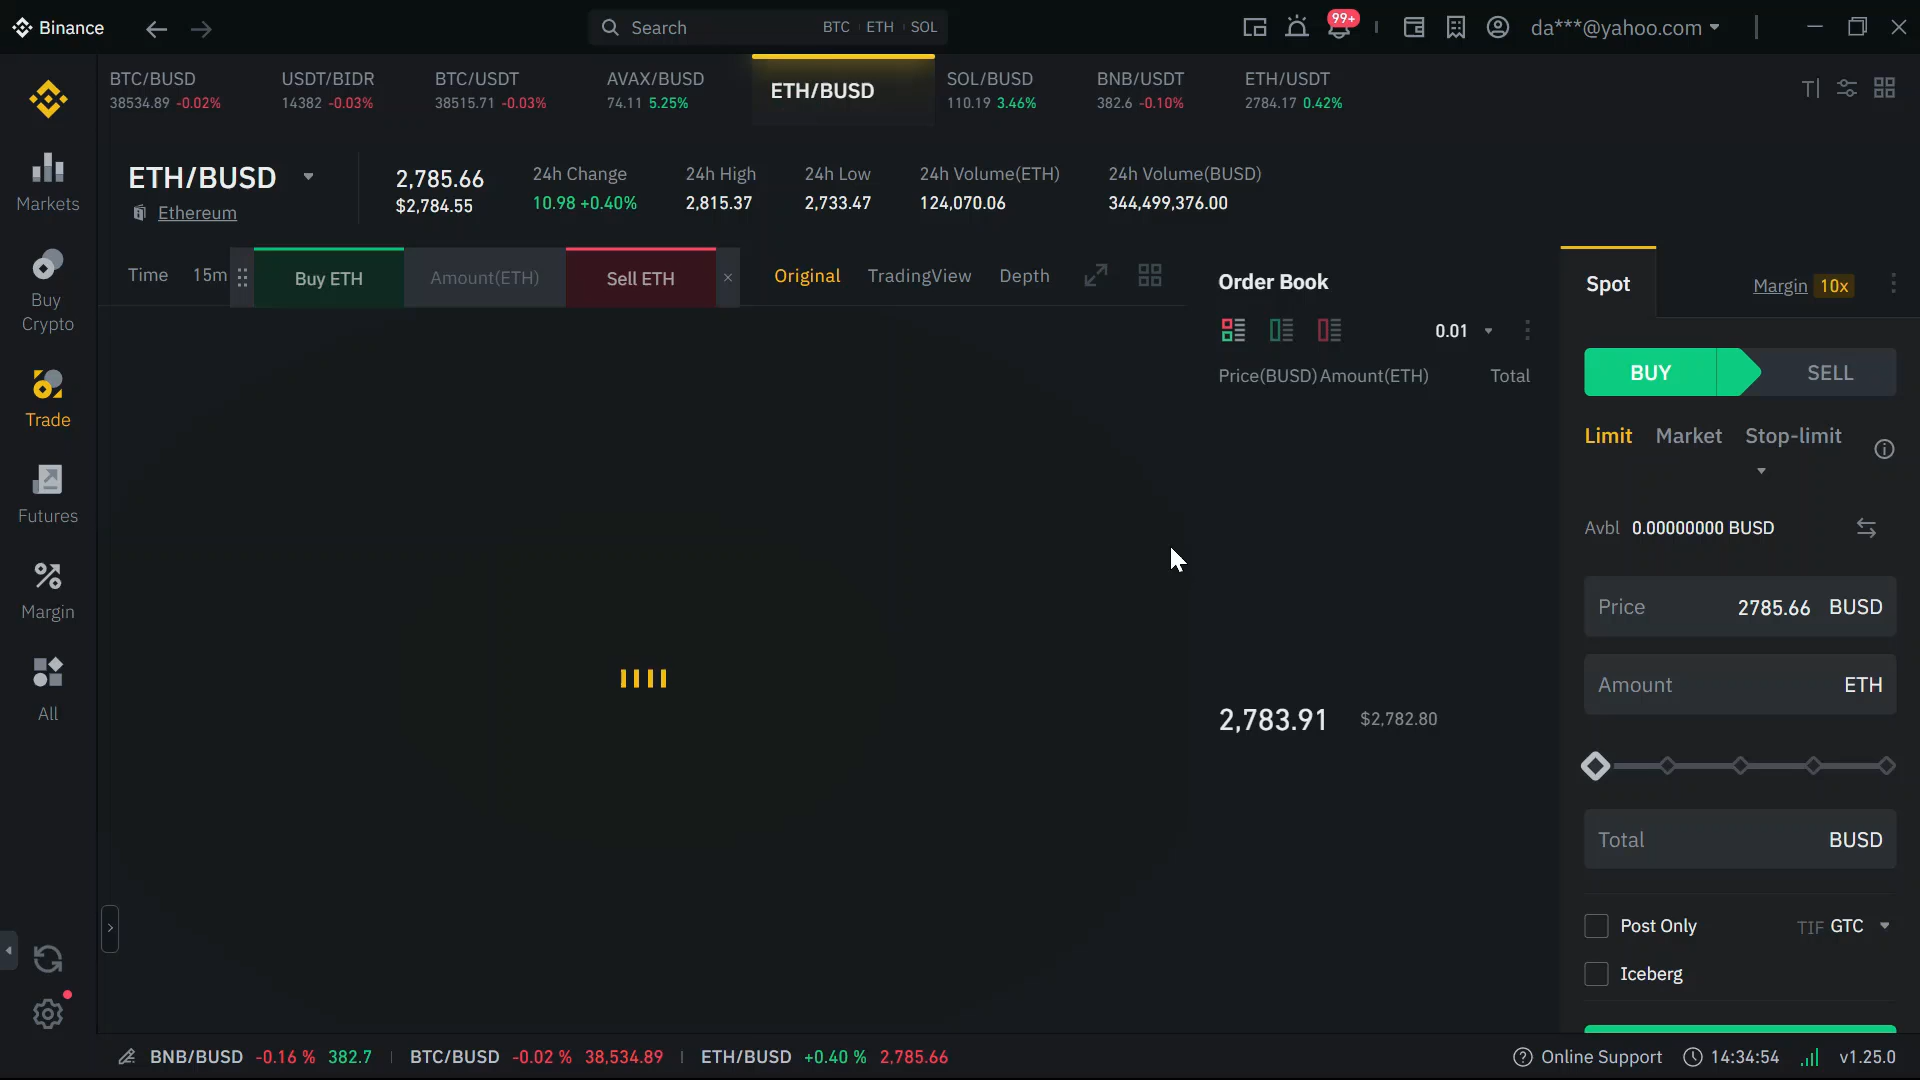 Binance
Search BTC ETH SOL
99+
da***@yahoo.com
BTC/BUSD
38534.89 -0.02%
USDT/BIDR
14382 -0.03%
BTC/USDT
38515.71 -0.03%
AVAX/BUSD
74.11 5.25%
ETH/BUSD
SOL/BUSD
110.19 3.46%
BNB/USDT
382.6 -0.10%
ETH/USDT
2784.17 0.42%
Markets
Buy
Crypto
Trade
Futures
Margin
All
ETH/BUSD
Ethereum
2,785.66
$2,784.55
24h Change
10.98 +0.40%
24h High
2,815.37
24h Low
2,733.47
24h Volume(ETH)
124,070.06
24h Volume(BUSD)
344,499,376.00
Time 15m
Buy ETH Amount(ETH) Sell ETH ×
Original TradingView Depth
Order Book
0.01
Price(BUSD) Amount(ETH) Total
2,783.91 $2,782.80
Spot Margin 10x
BUY SELL
Limit Market Stop-limit
Avbl 0.00000000 BUSD
Price 2785.66 BUSD
Amount ETH
Total BUSD
Post Only TIF GTC
Iceberg
BNB/BUSD -0.16 % 382.7 BTC/BUSD -0.02 % 38,534.89 ETH/BUSD +0.40 % 2,785.66
Online Support 14:34:54 v1.25.0